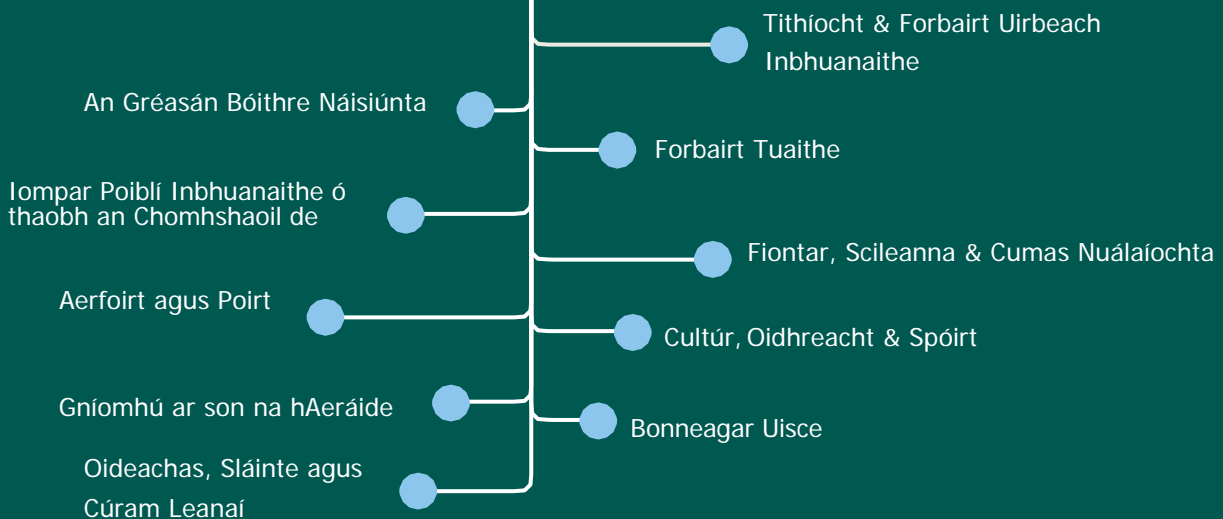 Tithíocht & Forbairt Uirbeach
Inbhuanaithe
An Gréasán Bóithre Náisiúnta
Forbairt Tuaithe
Iompar Poiblí Inbhuanaithe ó
thaobh an Chomhshaoil de
Fiontar, Scileanna & Cumas Nuálaíochta
Aerfoirt agus Poirt
Cultúr, Oidhreacht & Spóirt
Gníomhú ar son na hAeráide
Bonneagar Uisce
Oideachas, Sláinte agus
Cúram Leanaí